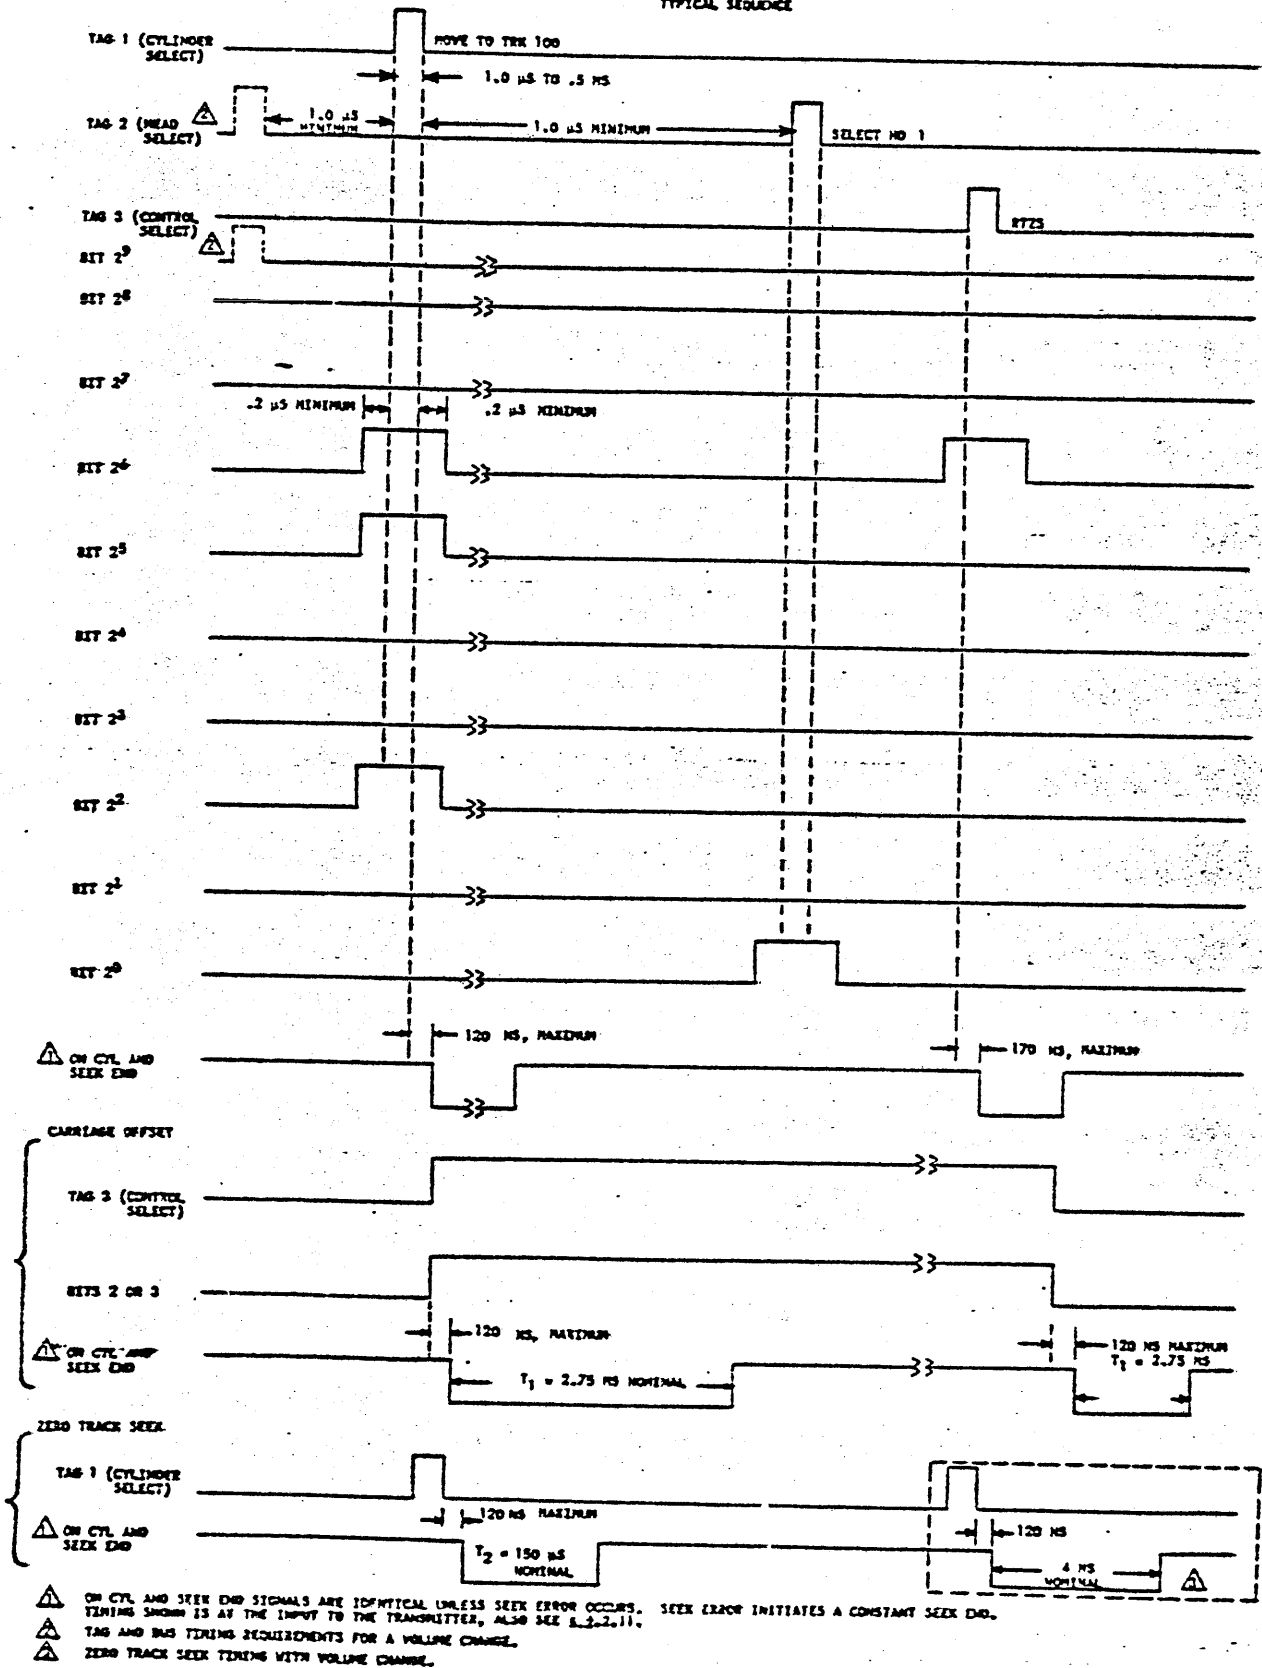 TYPICAL SEQUENCE
TAG 1 (CYLINDER
SELECT)
MOVE TO TRK 100
1.0 µS TO .5 MS
TAG 2 (HEAD
SELECT)
2
1.0 µS
MINIMUM
1.0 µS MINIMUM
SELECT HD 1
TAG 3 (CONTROL
SELECT)
RTZS
BIT 2⁹
2
BIT 2⁸
BIT 2⁷
.2 µS MINIMUM
.2 µS MINIMUM
BIT 2⁶
BIT 2⁵
BIT 2⁴
BIT 2³
BIT 2²
BIT 2¹
BIT 2⁰
120 NS, MAXIMUM
170 NS, MAXIMUM
1 ON CYL AND
SEEK END
CARRIAGE OFFSET
TAG 3 (CONTROL
SELECT)
BITS 2 OR 3
120 NS, MAXIMUM
120 NS MAXIMUM
T₁ = 2.75 MS
1 ON CYL AND
SEEK END
T₁ = 2.75 MS NOMINAL
ZERO TRACK SEEK
TAG 1 (CYLINDER
SELECT)
120 NS MAXIMUM
120 NS
1 ON CYL AND
SEEK END
T₂ = 150 µS
NOMINAL
4 MS
NOMINAL
3
1 ON CYL AND SEEK END SIGNALS ARE IDENTICAL UNLESS SEEK ERROR OCCURS. SEEK ERROR INITIATES A CONSTANT SEEK END.
TIMING SHOWN IS AT THE INPUT TO THE TRANSMITTER, ALSO SEE
2 TAG AND BUS TIMING REQUIREMENTS FOR A VOLUME CHANGE.
3 ZERO TRACK SEEK TIMING WITH VOLUME CHANGE.